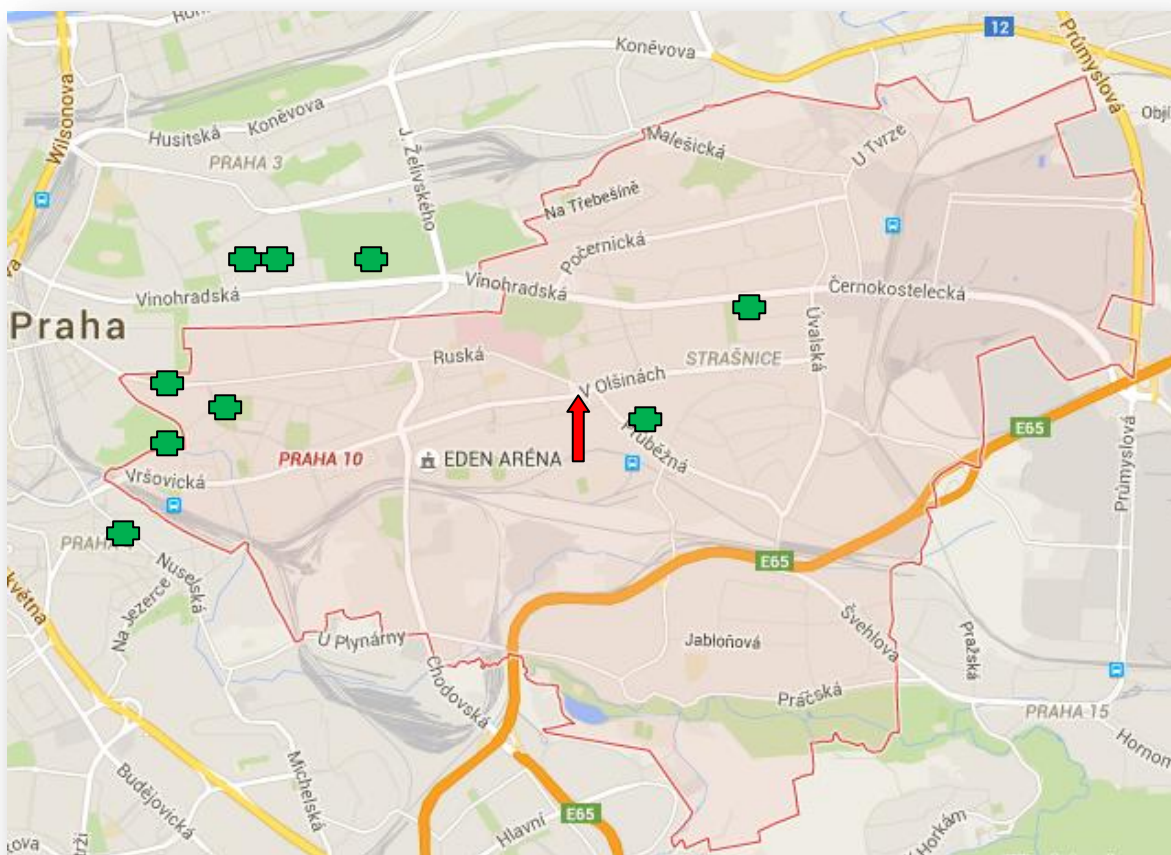 12
Koněvova
Průmyslová
Wilsonova
Husitská
Koněvova
J. Želivského
Malešická
U Tvrze
PRAHA 3
Na Třebešíně
Počernická
Vinohradská
Vinohradská
Černokostelecká
Praha
Úvalská
Ruská
STRAŠNICE
V Olšinách
E65
Průběžná
PRAHA 10
EDEN ARÉNA
Vršovická
Průmyslová
Nuselská
E65
Na Jezerce
května
U Plynárny
Jabloňová
Švehlova
Pražská
Chodovská
Práčská
PRAHA 15
Michelská
Budějovická
E65
Hlavní